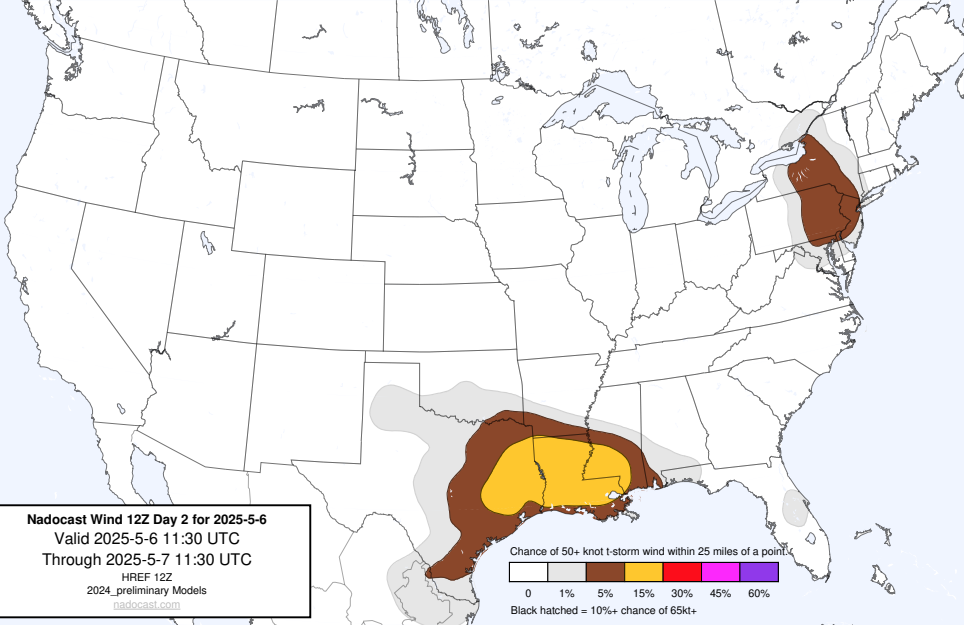 Nadocast Wind 12Z Day 2 for 2025-5-6
Valid 2025-5-6 11:30 UTC
Through 2025-5-7 11:30 UTC
HREF 12Z
2024_preliminary Models
nadocast.com
Chance of 50+ knot t-storm wind within 25 miles of a point.
0 1% 5% 15% 30% 45% 60%
Black hatched = 10%+ chance of 65kt+